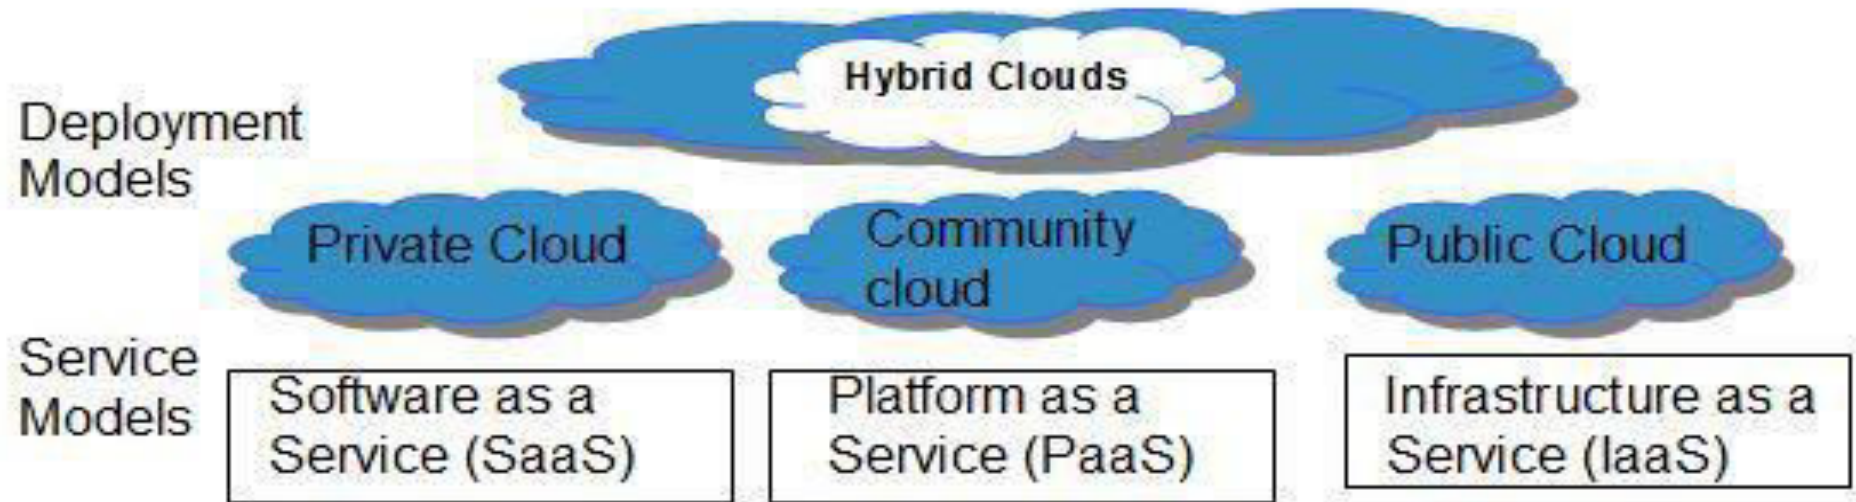 Hybrid Clouds
Deployment
Models
Private Cloud
Community
cloud
Public Cloud
Service
Models
Software as a
Service (SaaS)
Platform as a
Service (PaaS)
Infrastructure as a
Service (IaaS)